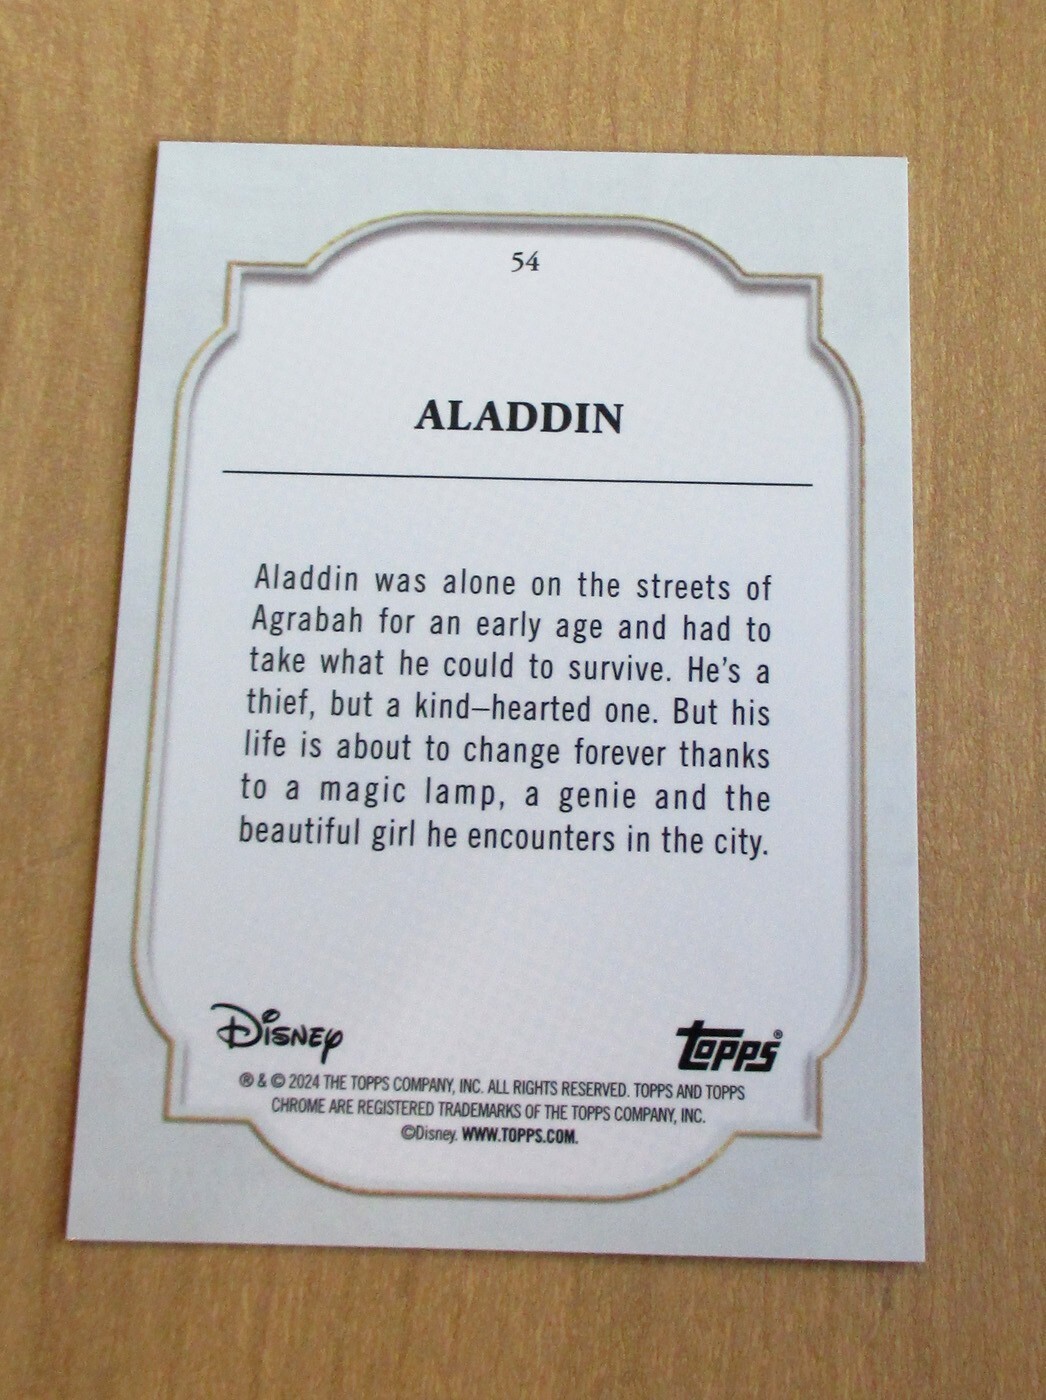 54
ALADDIN
Aladdin was alone on the streets of
Agrabah for an early age and had to
take what he could to survive. He's a
thief, but a kind–hearted one. But his
life is about to change forever thanks
to a magic lamp, a genie and the
beautiful girl he encounters in the city.
Disney
topps®
® & © 2024 THE TOPPS COMPANY, INC. ALL RIGHTS RESERVED. TOPPS AND TOPPS
CHROME ARE REGISTERED TRADEMARKS OF THE TOPPS COMPANY, INC.
©Disney. WWW.TOPPS.COM.